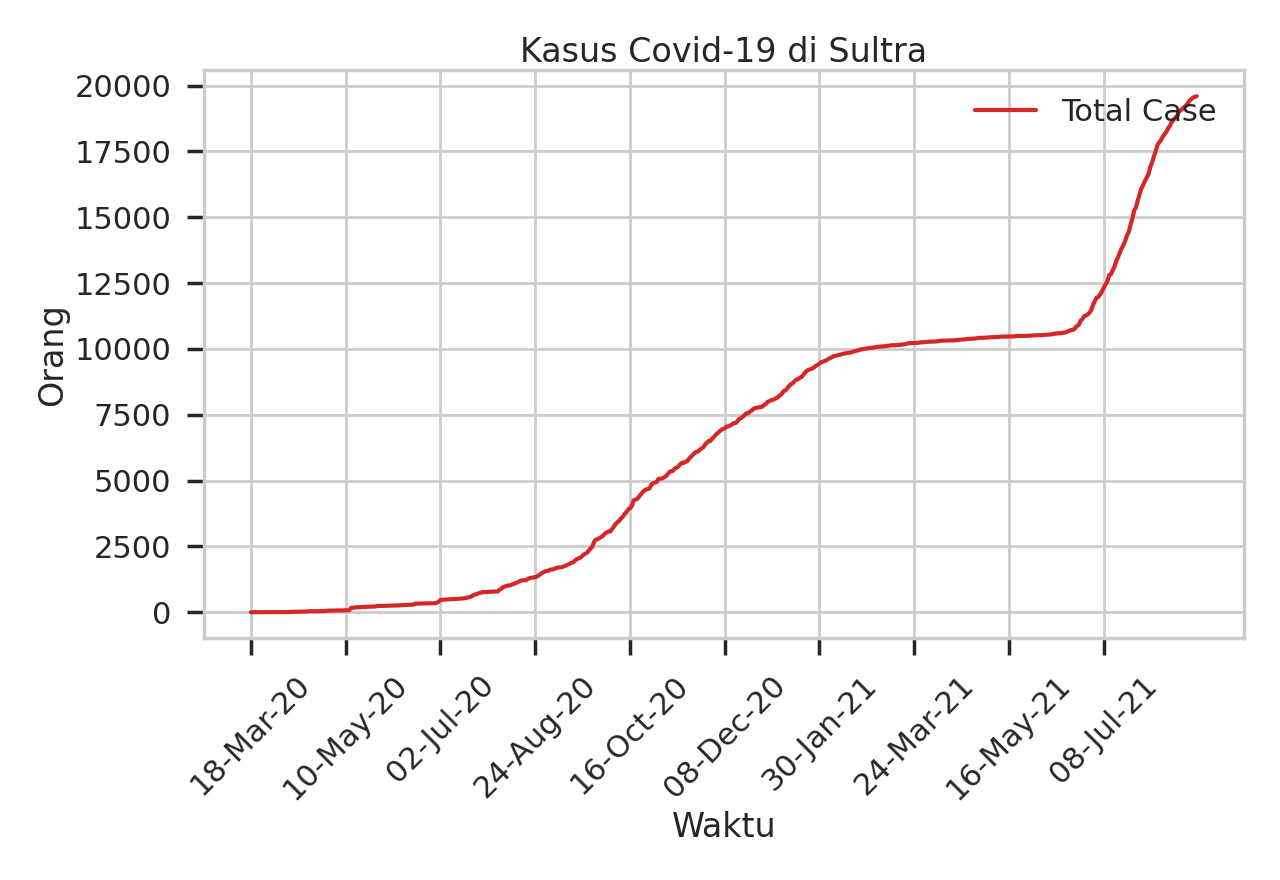 Kasus Covid-19 di Sultra
Total Case
Orang
20000
17500
15000
12500
10000
7500
5000
2500
0
18-Mar-20
10-May-20
02-Jul-20
24-Aug-20
16-Oct-20
08-Dec-20
30-Jan-21
24-Mar-21
16-May-21
08-Jul-21
Waktu